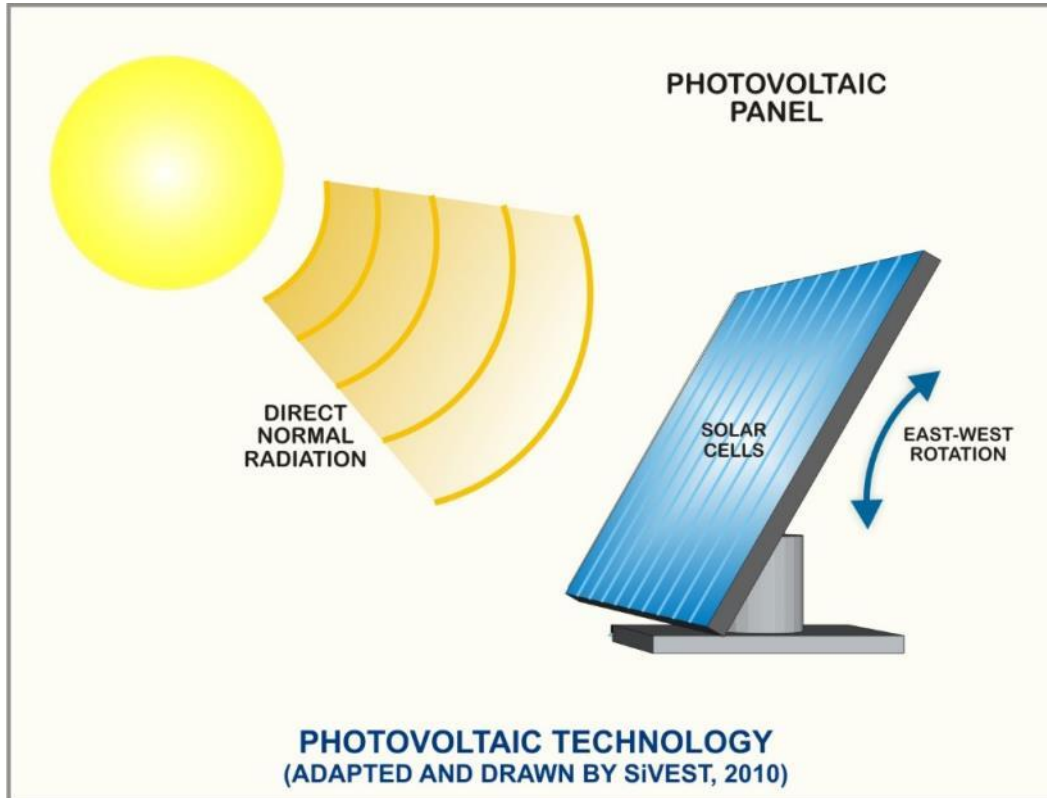 PHOTOVOLTAIC
PANEL
DIRECT
NORMAL
RADIATION
SOLAR
CELLS
EAST-WEST
ROTATION
PHOTOVOLTAIC TECHNOLOGY
(ADAPTED AND DRAWN BY SiVEST, 2010)